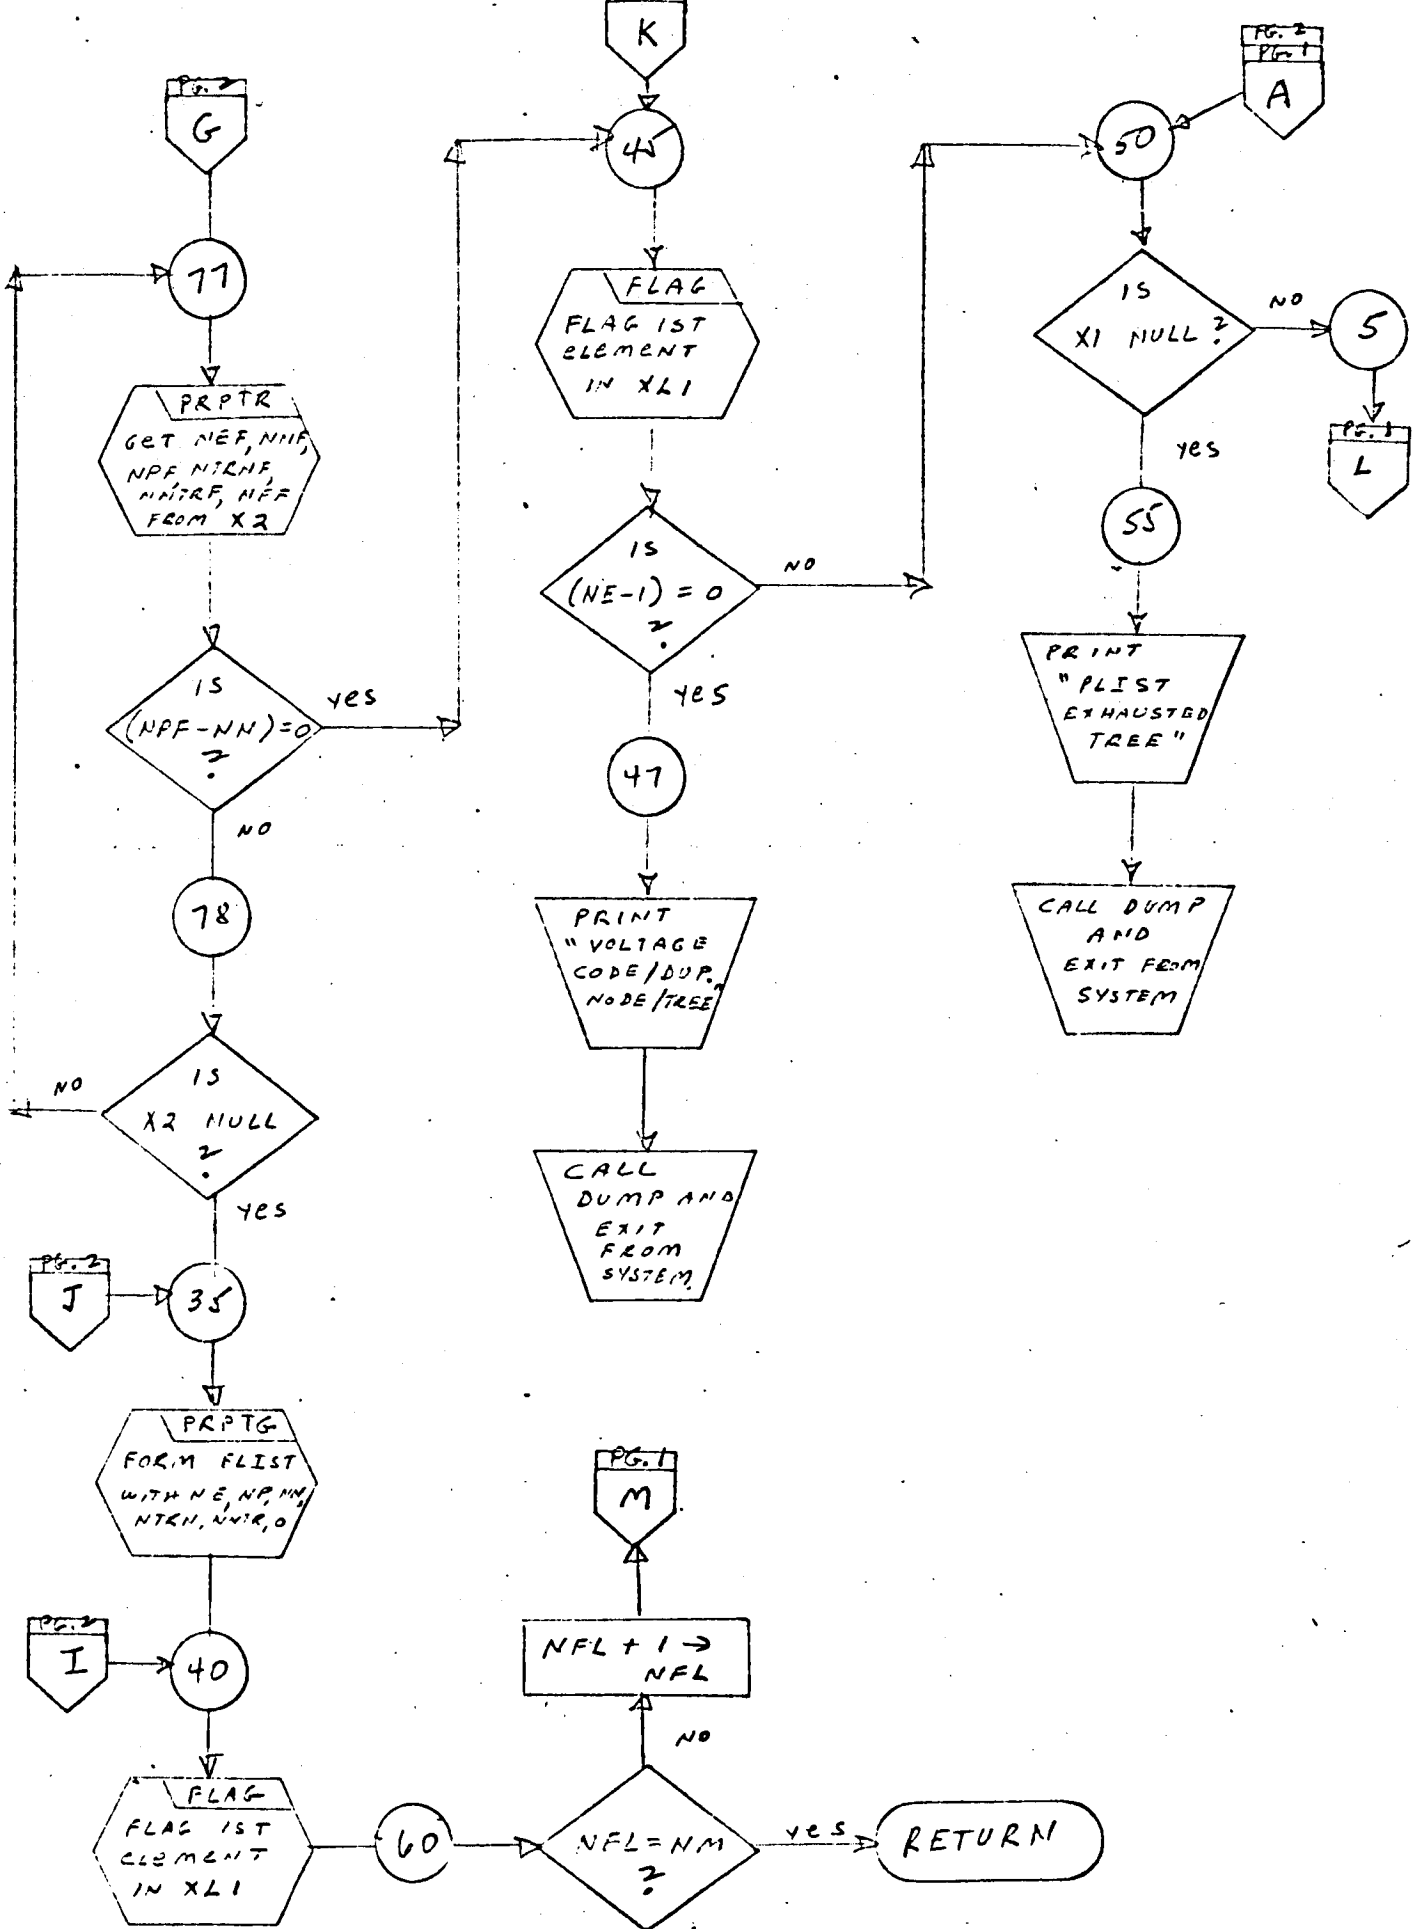 PG. 2
G
77
PRPTR
GET NEF, NNF,
NPF, NTRNF,
NNTRF, NFF
FROM X2
IS
(NPF-NN)=0
?
yes
NO
78
IS
X2 NULL
?
NO
yes
PG. 2
J
35
PRPTG
FORM FLIST
WITH NE, NP, NN,
NTRN, NNTR, 0
PG. 2
I
40
FLAG
FLAG 1ST
ELEMENT
IN XL1
60
NFL=NM
?
yes
RETURN
NO
NFL + 1 →
NFL
PG. 1
M
K
45
FLAG
FLAG 1ST
ELEMENT
IN XL1
IS
(NE-1) = 0
?
NO
yes
47
PRINT
"VOLTAGE
CODE/DUP."
NODE/TREE
CALL
DUMP AND
EXIT
FROM
SYSTEM.
PG. 2
PG. 1
A
50
IS
X1 NULL ?
NO
5
PG. 1
L
yes
55
PRINT
"PLIST
EXHAUSTED
TREE"
CALL DUMP
AND
EXIT FROM
SYSTEM